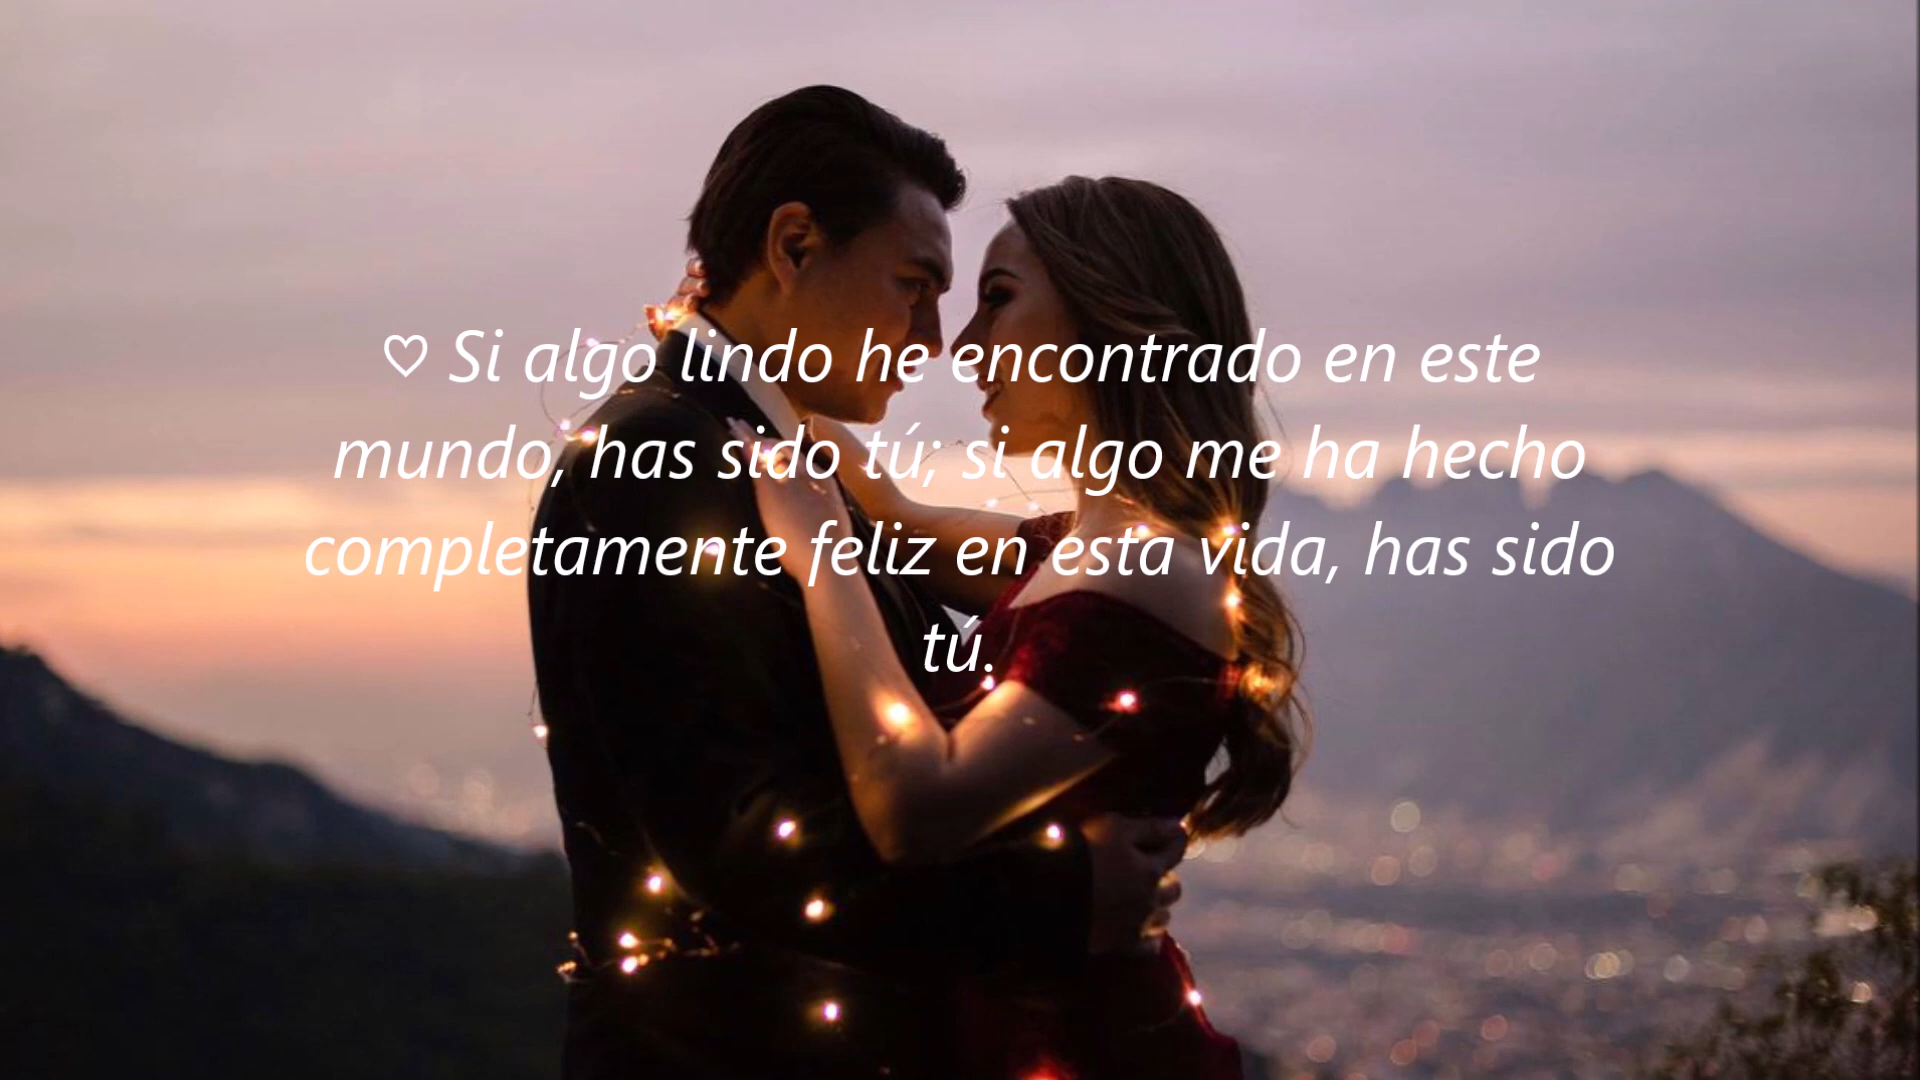 ♡ Si algo lindo he encontrado en este
mundo, has sido tú; si algo me ha hecho
completamente feliz en esta vida, has sido
tú.